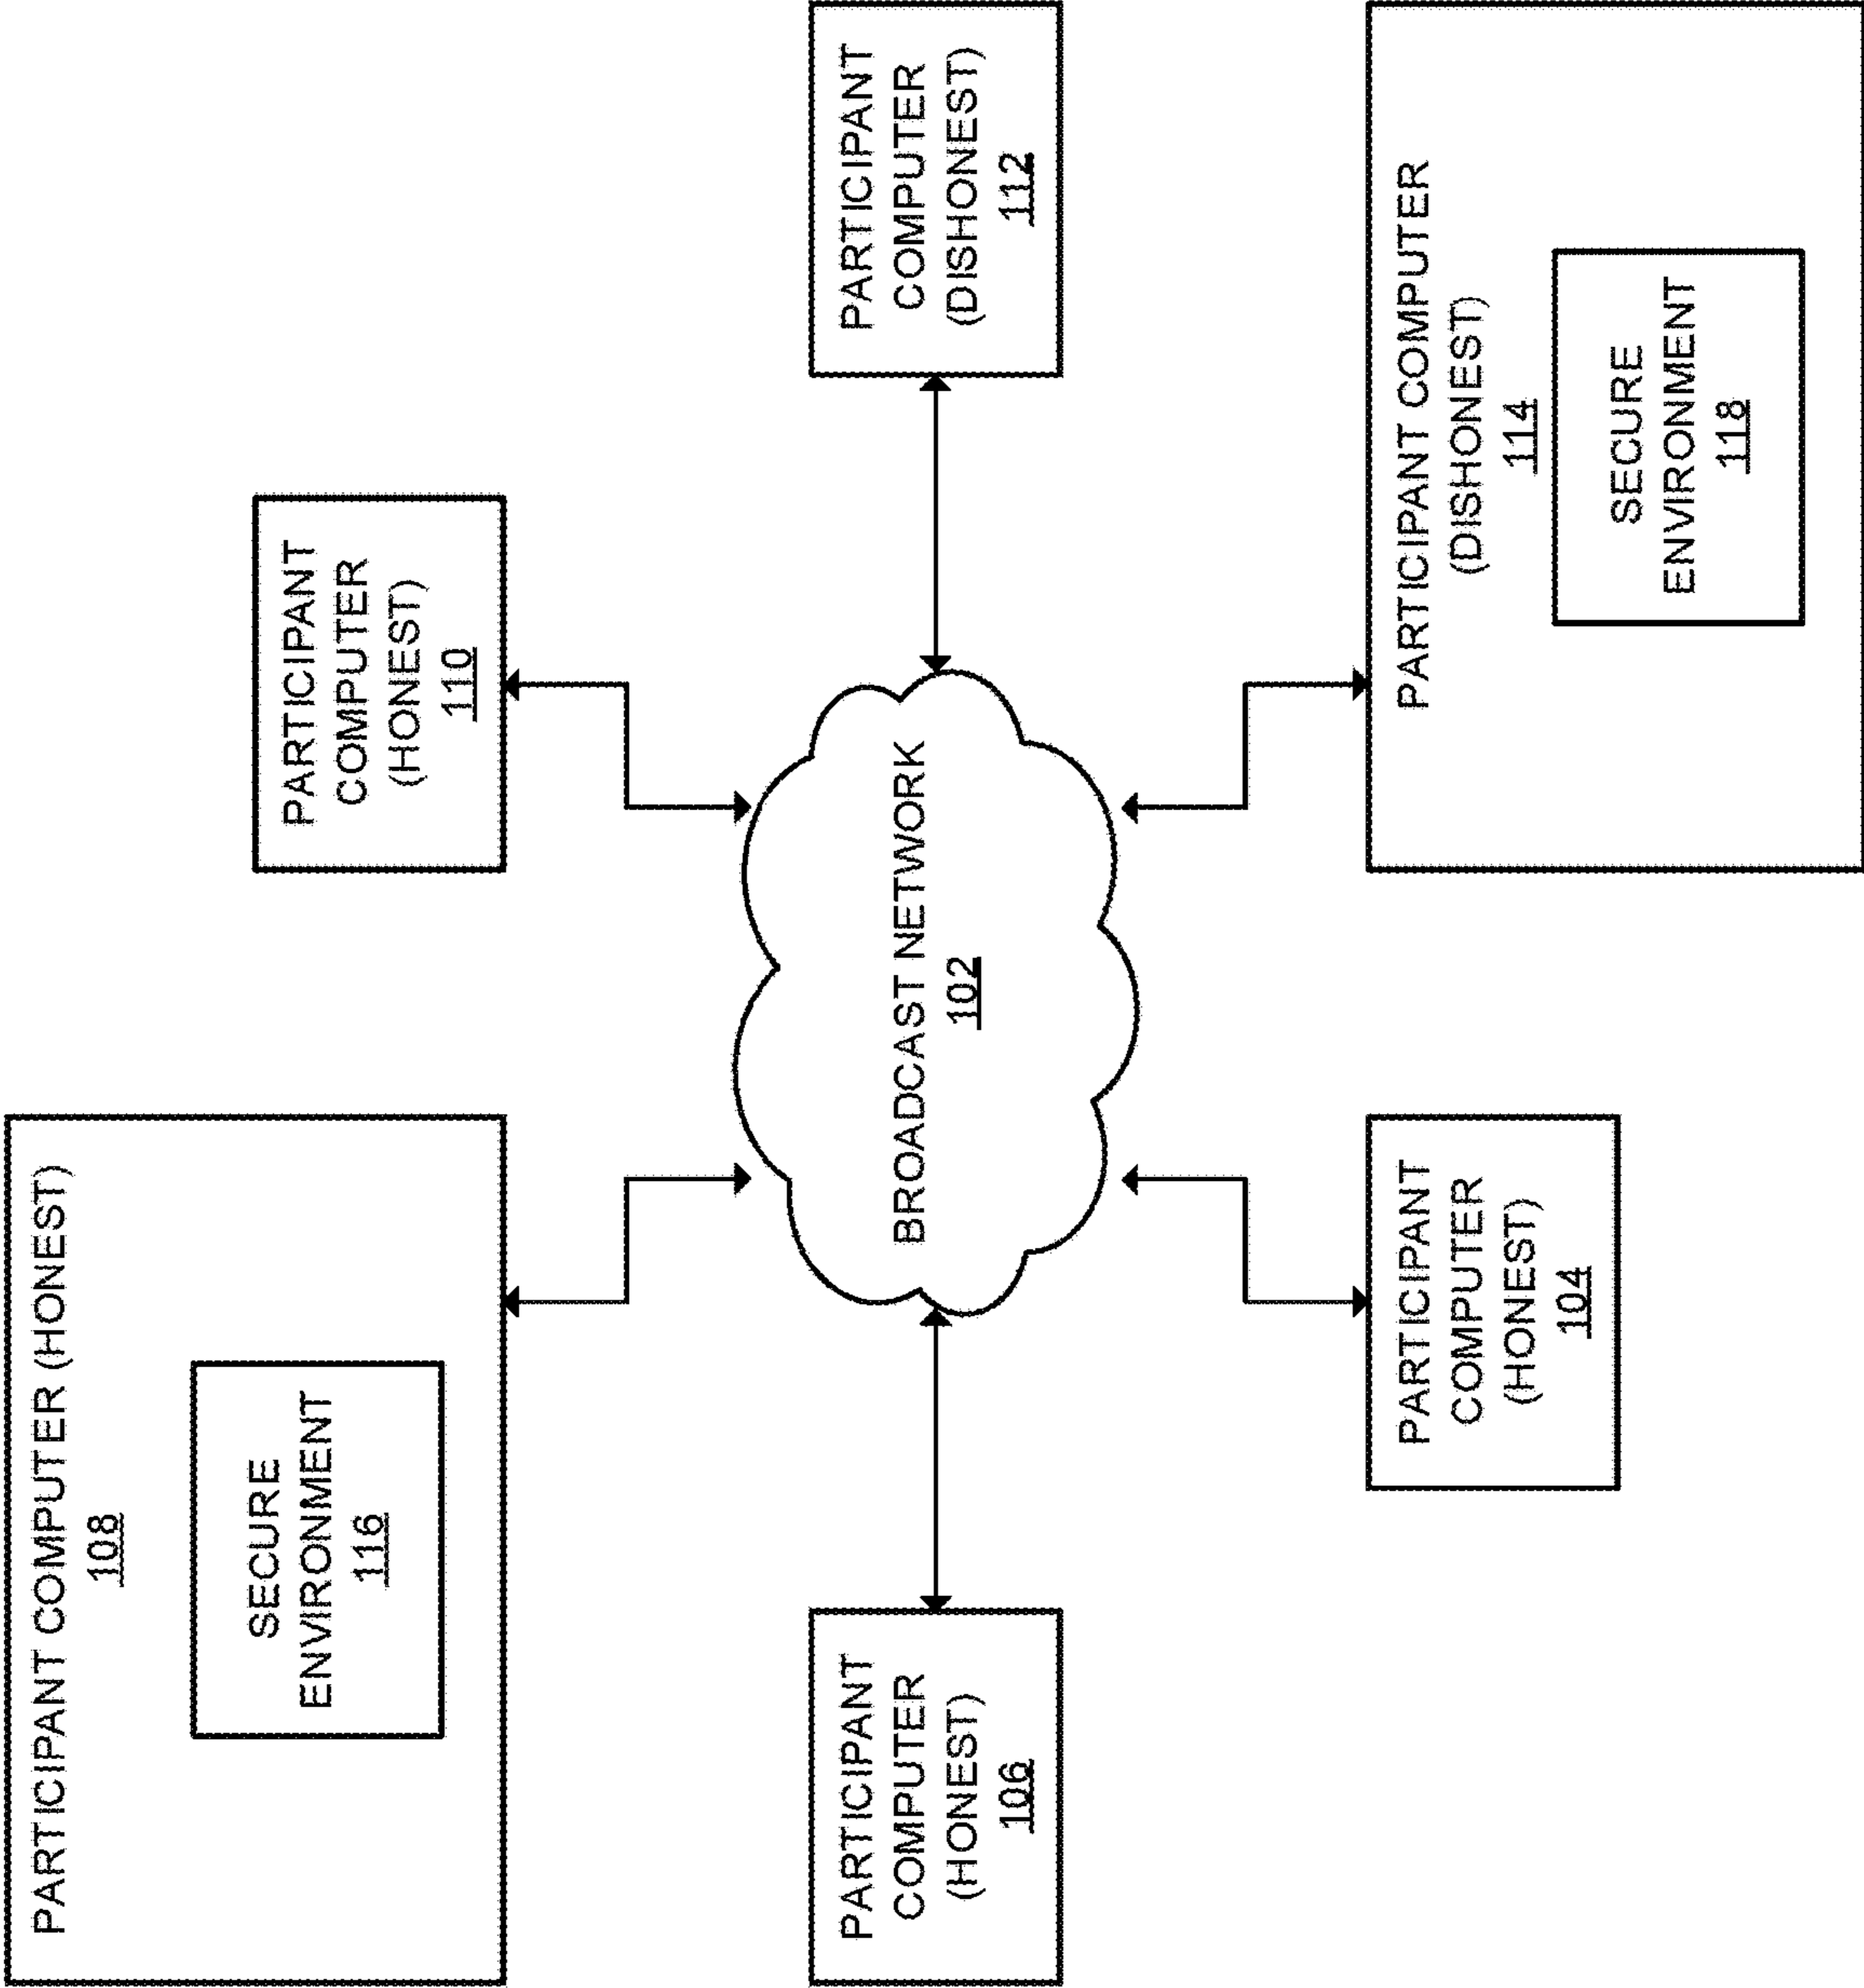 PARTICIPANT COMPUTER (HONEST)
108
SECURE
ENVIRONMENT
116
PARTICIPANT
COMPUTER
(HONEST)
110
PARTICIPANT
COMPUTER
(HONEST)
106
BROADCAST NETWORK
102
PARTICIPANT
COMPUTER
(DISHONEST)
112
PARTICIPANT
COMPUTER
(HONEST)
104
PARTICIPANT COMPUTER
(DISHONEST)
114
SECURE
ENVIRONMENT
118